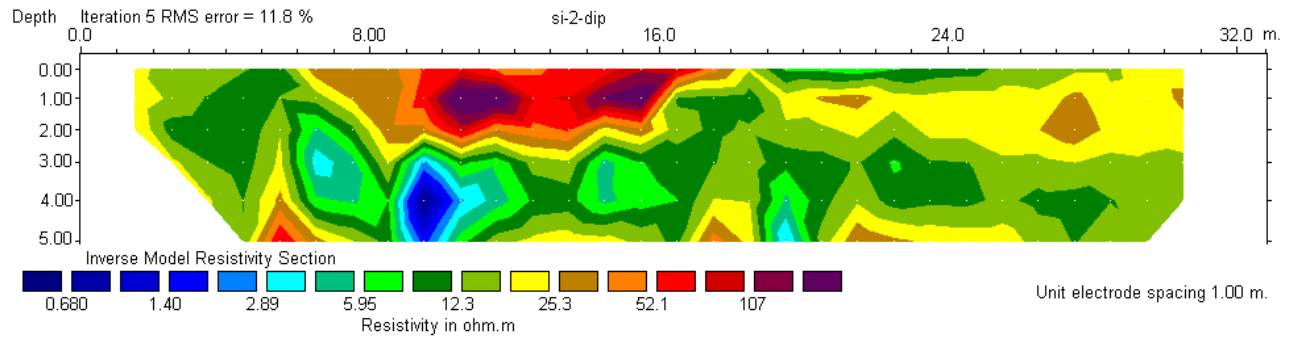 Depth Iteration 5 RMS error = 11.8 % si-2-dip
0.0 8.00 16.0 24.0 32.0 m.
0.00
1.00
2.00
3.00
4.00
5.00
Inverse Model Resistivity Section
0.680 1.40 2.89 5.95 12.3 25.3 52.1 107
Unit electrode spacing 1.00 m.
Resistivity in ohm.m